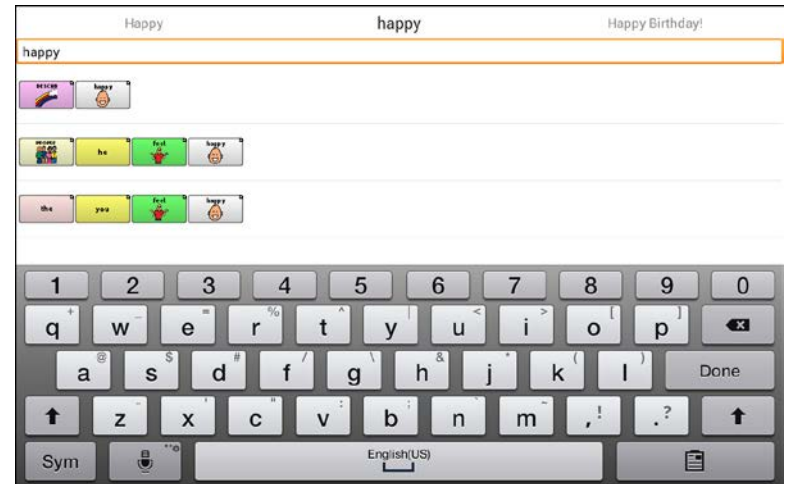 Happy happy Happy Birthday!
happy
happy
he feel happy
the you feel happy
1 2 3 4 5 6 7 8 9 0
q + w _ e = r % t ^ y | u < i > o [ p ]
a @ s $ d # f / g \ h & j * k ( l ) Done
z x ' c " v : b ; n m , ! . ?
Sym English(US)